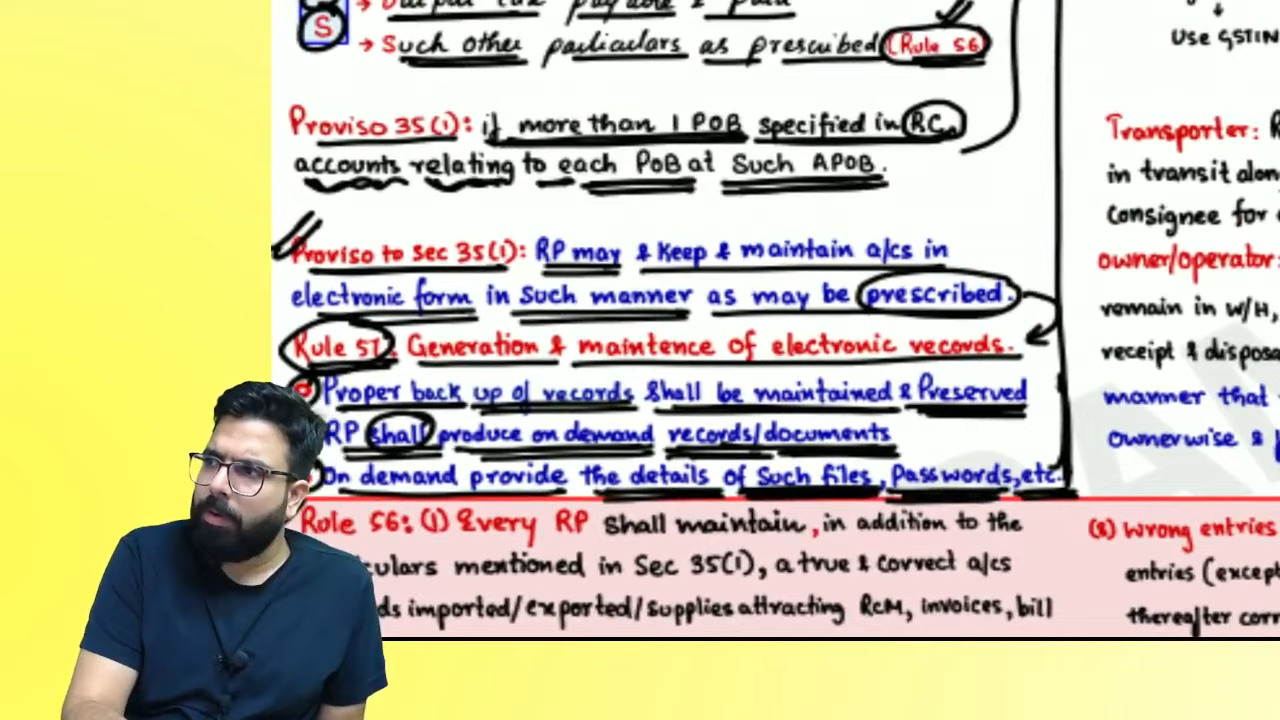 S → Such other particulars as prescribed (Rule 56
Proviso 35(1): if more than 1 POB specified in RC,
accounts relating to each POB at Such APOB.
Proviso to Sec 35(1): RP may & Keep & maintain a/cs in
electronic form in Such manner as may be prescribed.
Rule 57: Generation & maintence of electronic records.
Proper back up of records Shall be maintained & Preserved
RP shall produce on demand records/documents
On demand provide the details of Such files, Passwords, etc.
Rule 56: (1) Every RP Shall maintain, in addition to the
culars mentioned in Sec 35(1), a true & correct a/cs
ds imported/exported/supplies attracting RCM, invoices, bill
Use GSTIN
Transporter:
in transit alon
Consignee for
owner/operator:
remain in W/H,
receipt & dispos
manner that
ownerwise &
(8) Wrong entries
entries (except
thereafter corr